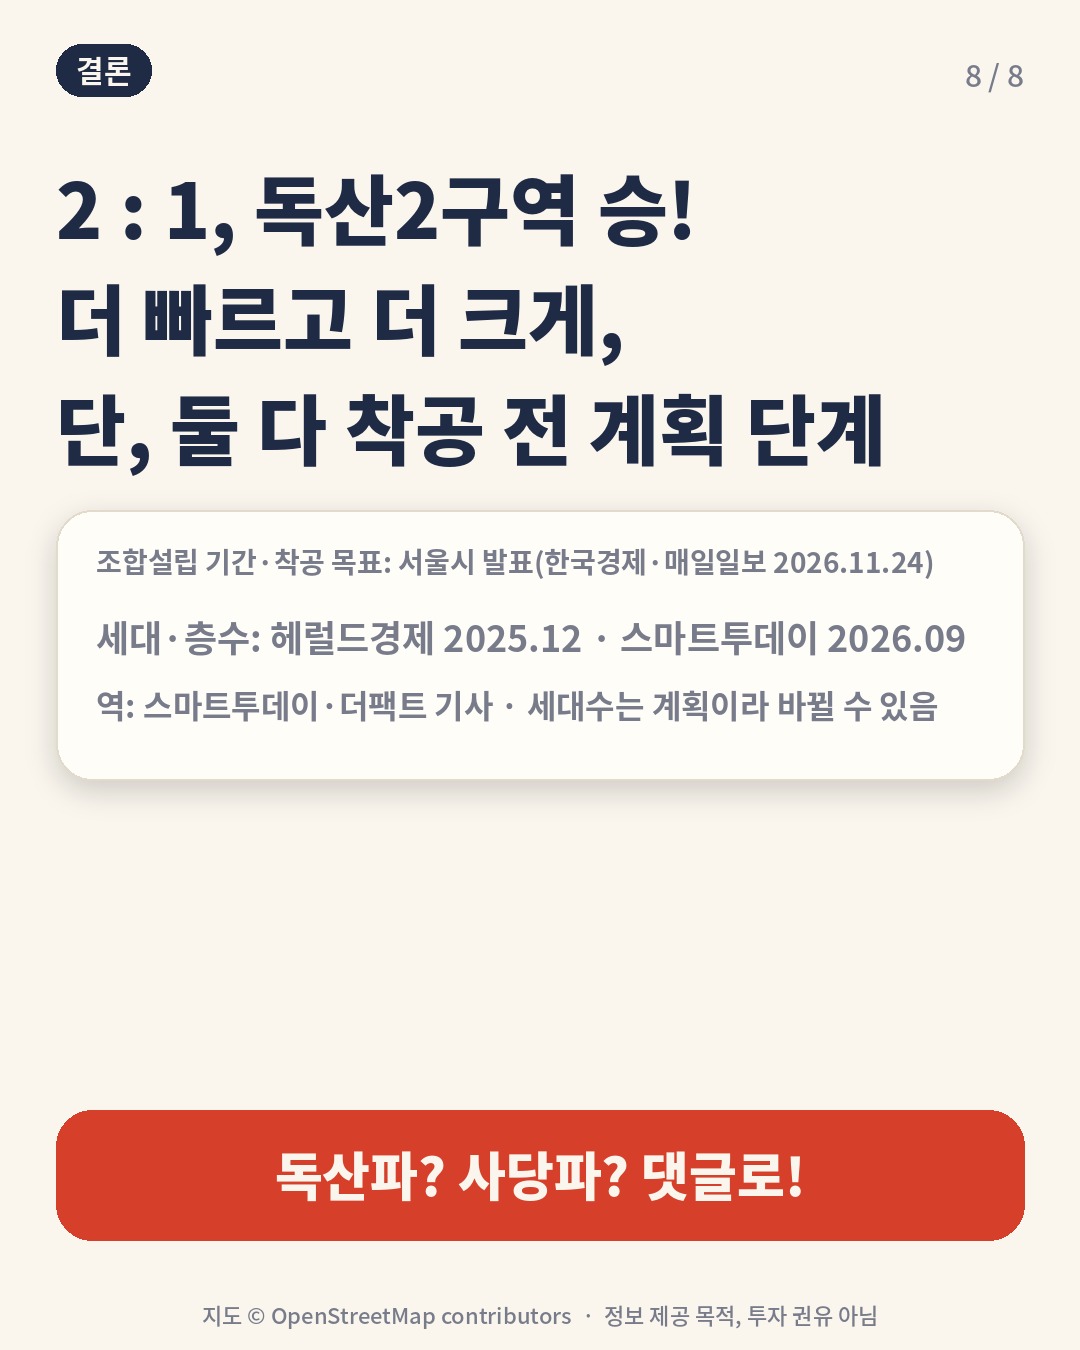 결론
8 / 8
2 : 1, 독산2구역 승!
더 빠르고 더 크게,
단, 둘 다 착공 전 계획 단계
조합설립 기간·착공 목표: 서울시 발표(한국경제·매일일보 2026.11.24)
세대·층수: 헤럴드경제 2025.12 · 스마트투데이 2026.09
역: 스마트투데이·더팩트 기사 · 세대수는 계획이라 바뀔 수 있음
독산파? 사당파? 댓글로!
지도 © OpenStreetMap contributors · 정보 제공 목적, 투자 권유 아님